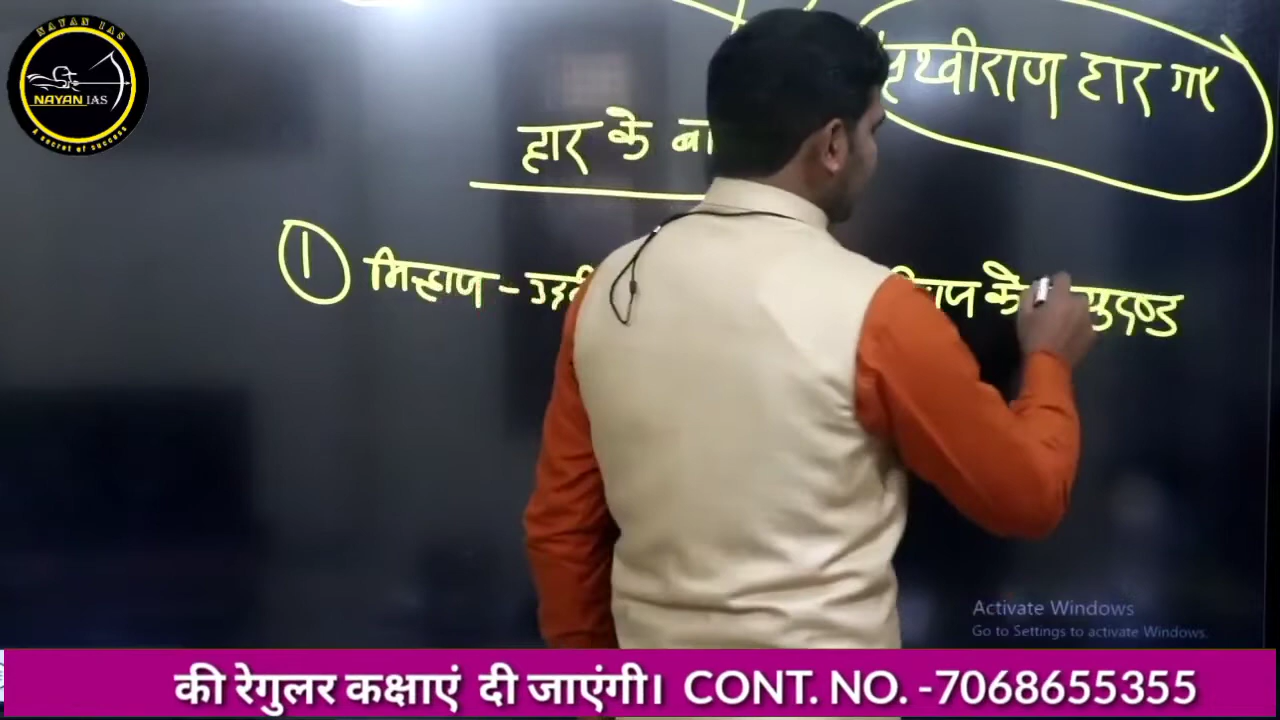 NAYAN IAS
NAYAN IAS
A secret of success
पृथ्वीराज हार गए
हार के बा
① मिन्हाज - उद्दी
के मृत्युदण्ड
Activate Windows
Go to Settings to activate Windows.
की रेगुलर कक्षाएं दी जाएंगी। CONT. NO. -7068655355